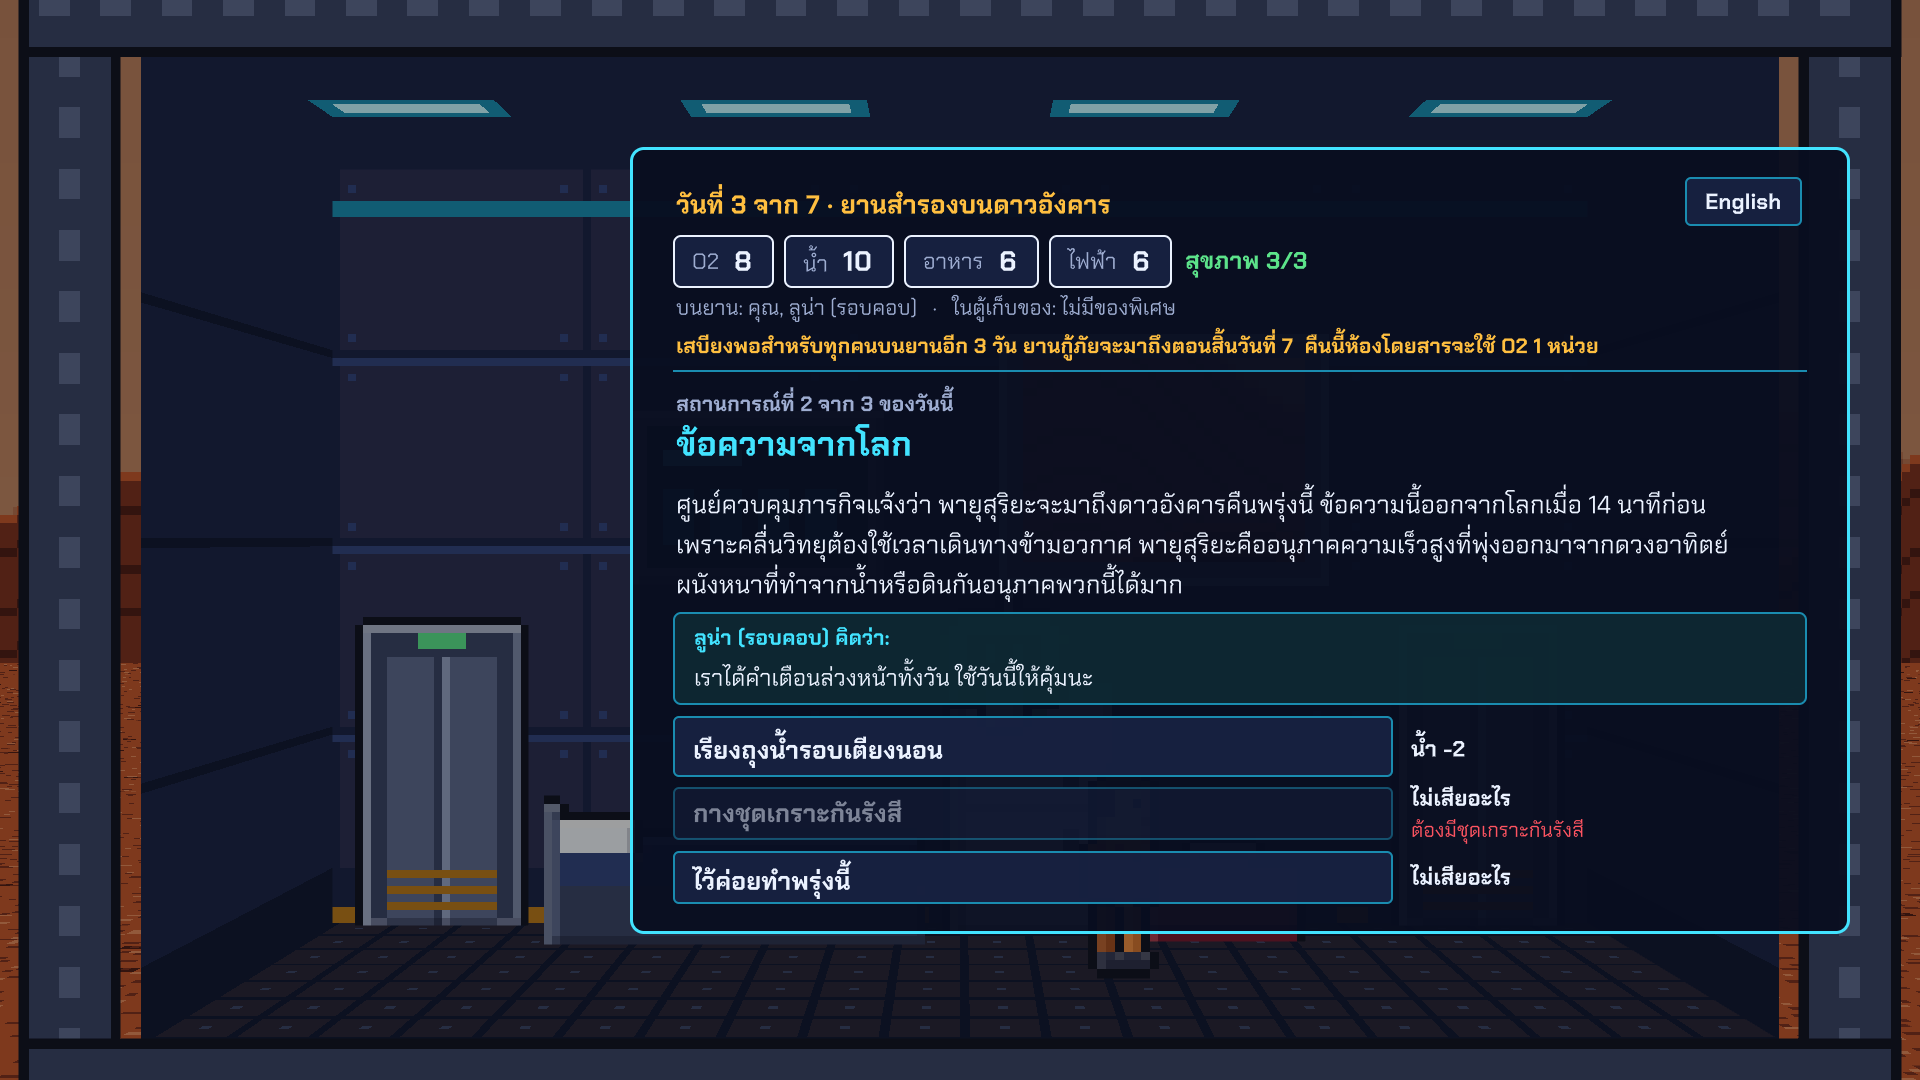 วันที่ 3 จาก 7 · ยานสำรองบนดาวอังคาร
English
O2 8
น้ำ 10
อาหาร 6
ไฟฟ้า 6
สุขภาพ 3/3
บนยาน: คุณ, ลูน่า (รอบคอบ) · ในตู้เก็บของ: ไม่มีของพิเศษ
เสบียงพอสำหรับทุกคนบนยานอีก 3 วัน ยานกู้ภัยจะมาถึงตอนสิ้นวันที่ 7 คืนนี้ห้องโดยสารจะใช้ O2 1 หน่วย
สถานการณ์ที่ 2 จาก 3 ของวันนี้
ข้อความจากโลก
ศูนย์ควบคุมภารกิจแจ้งว่า พายุสุริยะจะมาถึงดาวอังคารคืนพรุ่งนี้ ข้อความนี้ออกจากโลกเมื่อ 14 นาทีก่อน
เพราะคลื่นวิทยุต้องใช้เวลาเดินทางข้ามอวกาศ พายุสุริยะคืออนุภาคความเร็วสูงที่พุ่งออกมาจากดวงอาทิตย์
ผนังหนาที่ทำจากน้ำหรือดินกันอนุภาคพวกนี้ได้มาก
ลูน่า (รอบคอบ) คิดว่า:
เราได้คำเตือนล่วงหน้าทั้งวัน ใช้วันนี้ให้คุ้มนะ
เรียงถุงน้ำรอบเตียงนอน
น้ำ -2
กางชุดเกราะกันรังสี
ไม่เสียอะไร
ต้องมีชุดเกราะกันรังสี
ไว้ค่อยทำพรุ่งนี้
ไม่เสียอะไร